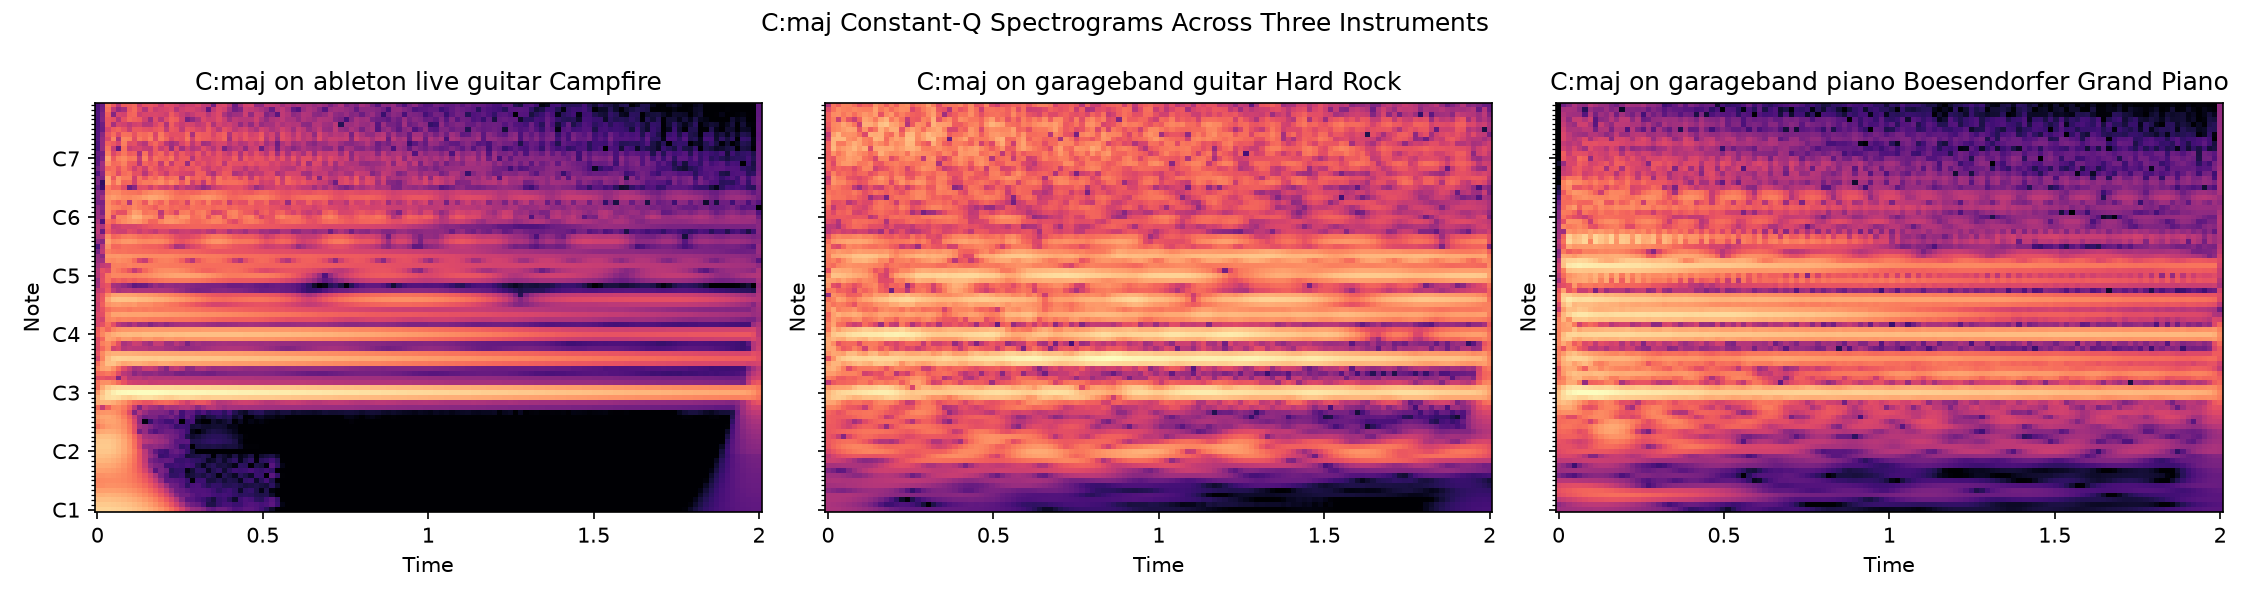 C:maj Constant-Q Spectrograms Across Three Instruments
C:maj on ableton live guitar Campfire
C:maj on garageband guitar Hard Rock
C:maj on garageband piano Boesendorfer Grand Piano
Note
C7
C6
C5
C4
C3
C2
C1
0 0.5 1 1.5 2
Time
Note
0 0.5 1 1.5 2
Time
Note
0 0.5 1 1.5 2
Time